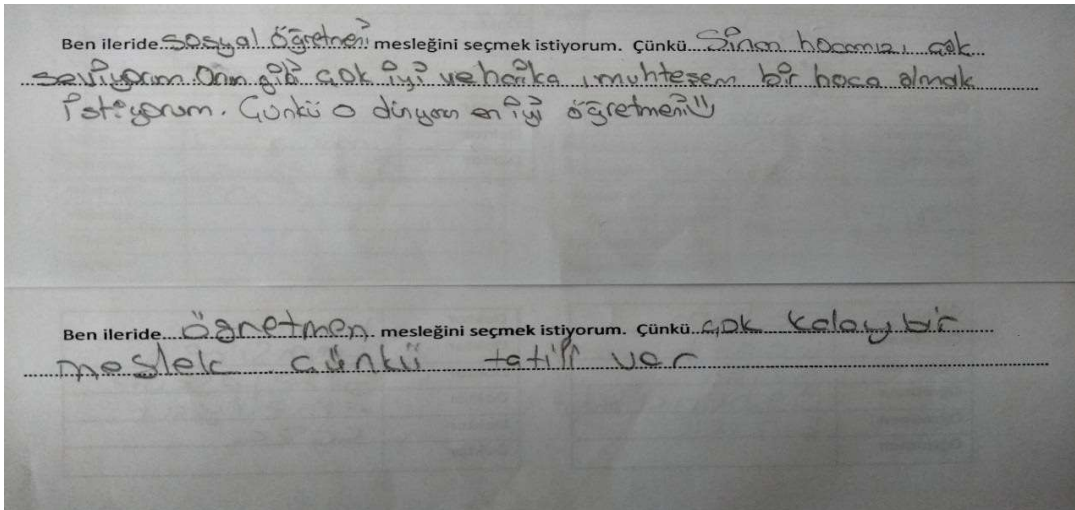 Ben ileride..sosyal öğretmeni mesleğini seçmek istiyorum. Çünkü...Sinan hocamızı çok...
seviyorum.Onun gibi çok iyi ve harika, muhteşem bir hoca olmak
istiyorum. Çünkü o dünyanın en iyi öğretmeni!!
Ben ileride...öğretmen. mesleğini seçmek istiyorum. Çünkü..çok kolay bir
meslek çünkü tatili var